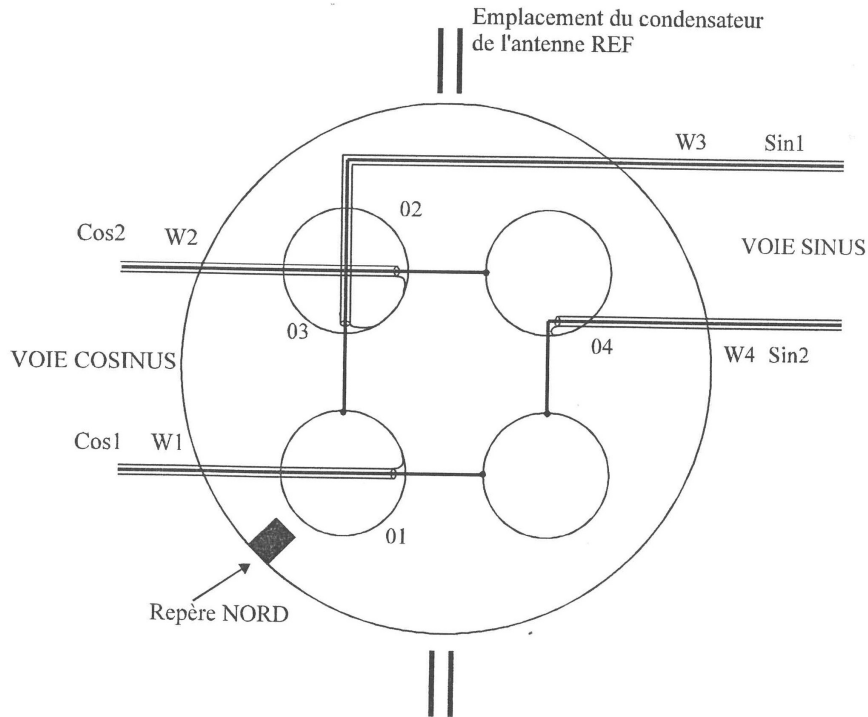 Emplacement du condensateur
de l'antenne REF
W3 Sin1
02
Cos2 W2
VOIE SINUS
03
04
VOIE COSINUS
W4 Sin2
Cos1 W1
01
Repère NORD